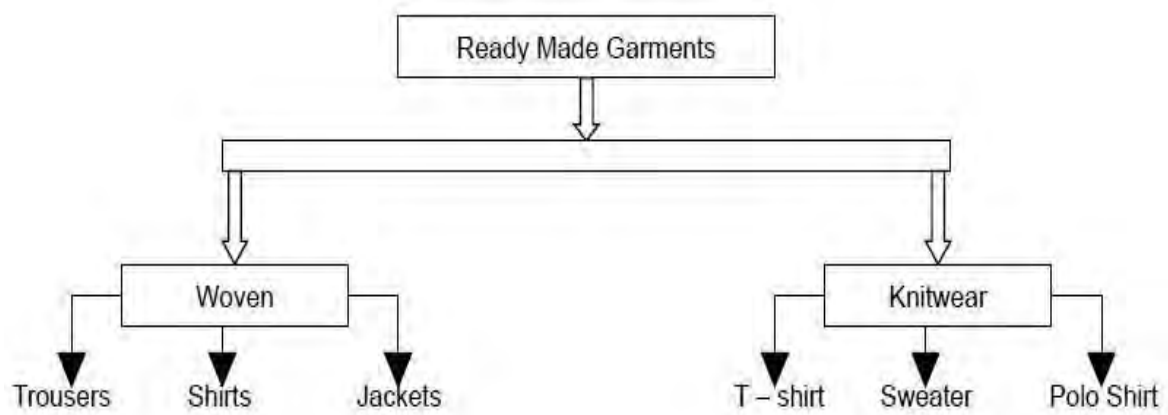 Ready Made Garments
Woven
Knitwear
Trousers
Shirts
Jackets
T – shirt
Sweater
Polo Shirt